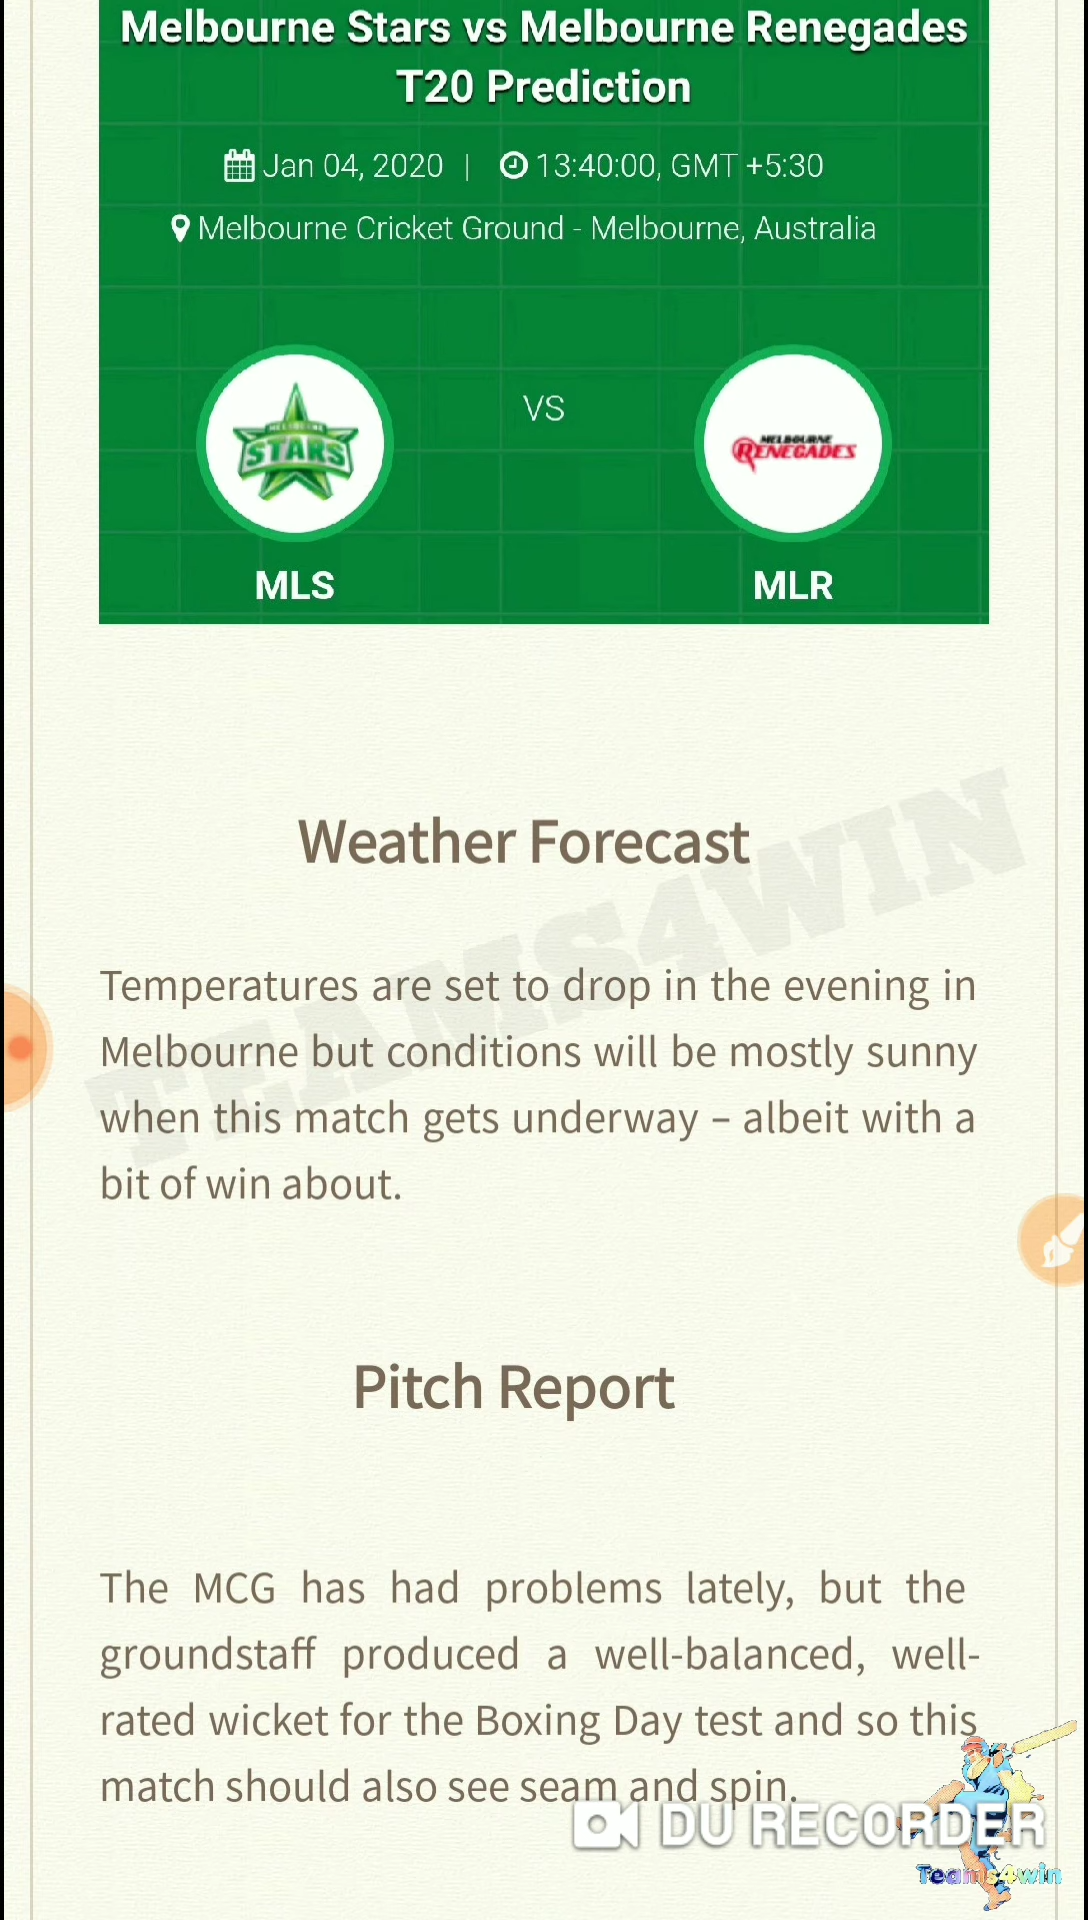 Melbourne Stars vs Melbourne Renegades
T20 Prediction
Jan 04, 2020 | 13:40:00, GMT +5:30
Melbourne Cricket Ground - Melbourne, Australia
VS
MELBOURNE
STARS
MELBOURNE
RENEGADES
MLS
MLR
Weather Forecast
TEAMS4WIN
Temperatures are set to drop in the evening in
Melbourne but conditions will be mostly sunny
when this match gets underway – albeit with a
bit of win about.
Pitch Report
The MCG has had problems lately, but the
groundstaff produced a well-balanced, well-
rated wicket for the Boxing Day test and so this
match should also see seam and spin.
DU RECORDER
Teams4win